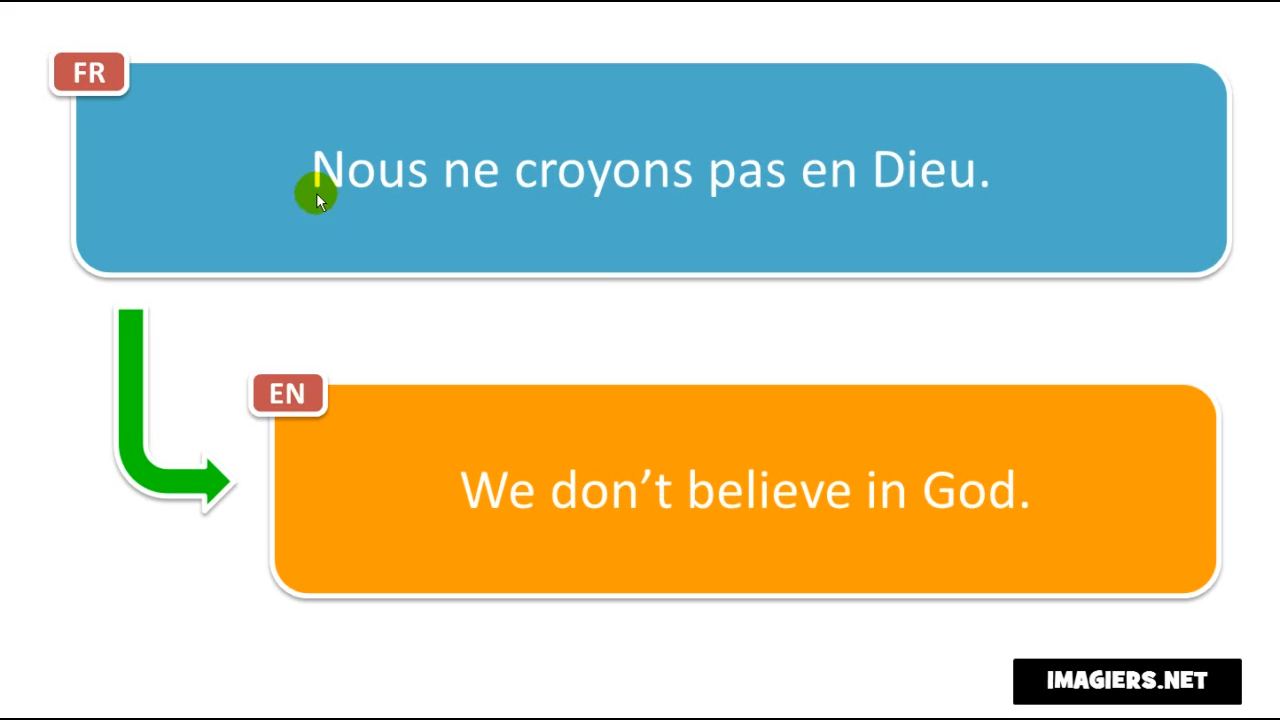 FR
Nous ne croyons pas en Dieu.
EN
We don’t believe in God.
IMAGIERS.NET